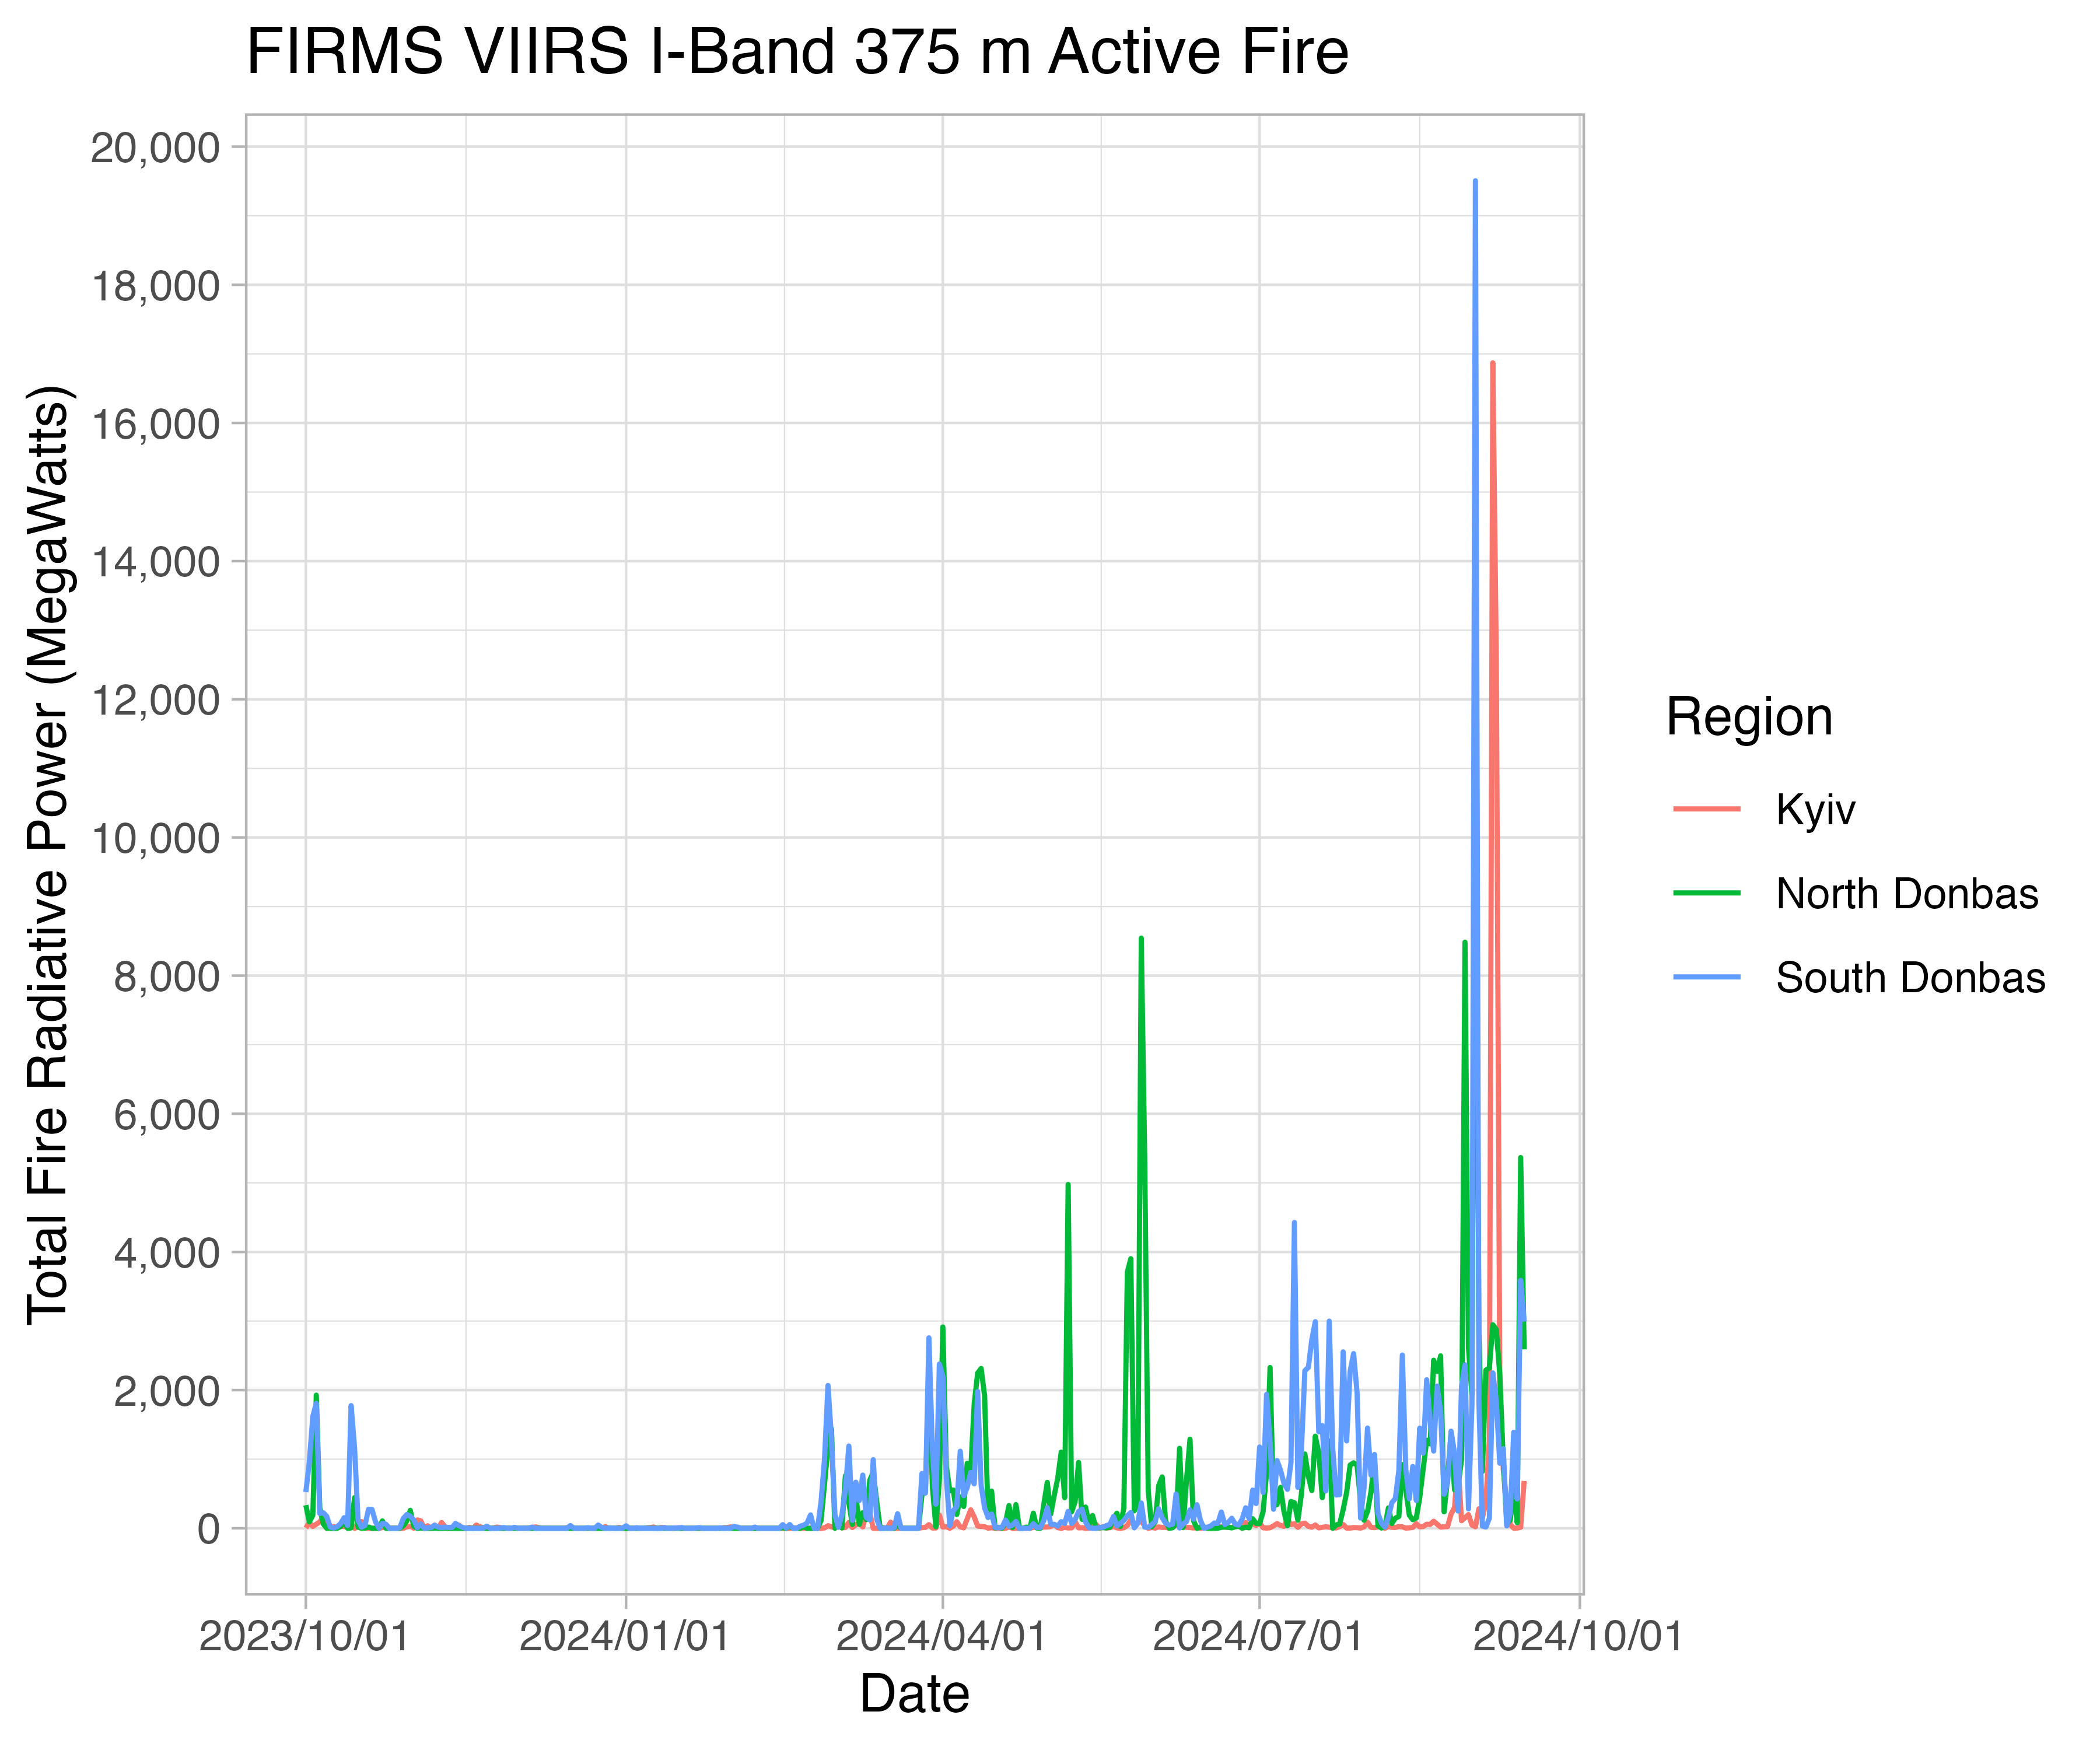 FIRMS VIIRS I-Band 375 m Active Fire
Total Fire Radiative Power (MegaWatts)
20,000
18,000
16,000
14,000
12,000
10,000
8,000
6,000
4,000
2,000
0
2023/10/01 2024/01/01 2024/04/01 2024/07/01 2024/10/01
Date
Region
Kyiv
North Donbas
South Donbas